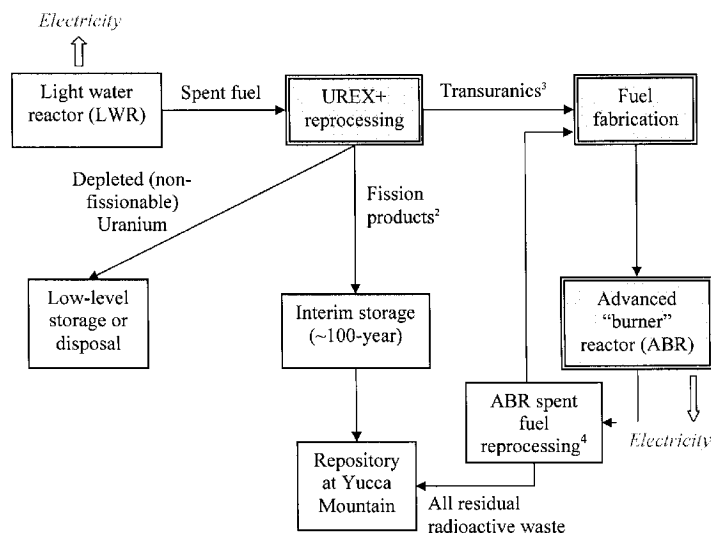 Electricity
Light water
reactor (LWR)
Spent fuel
UREX+
reprocessing
Transuranics³
Fuel
fabrication
Depleted (non-
fissionable)
Uranium
Fission
products²
Low-level
storage or
disposal
Interim storage
(~100-year)
Advanced
“burner”
reactor (ABR)
ABR spent
fuel
reprocessing⁴
Electricity
Repository
at Yucca
Mountain
All residual
radioactive waste